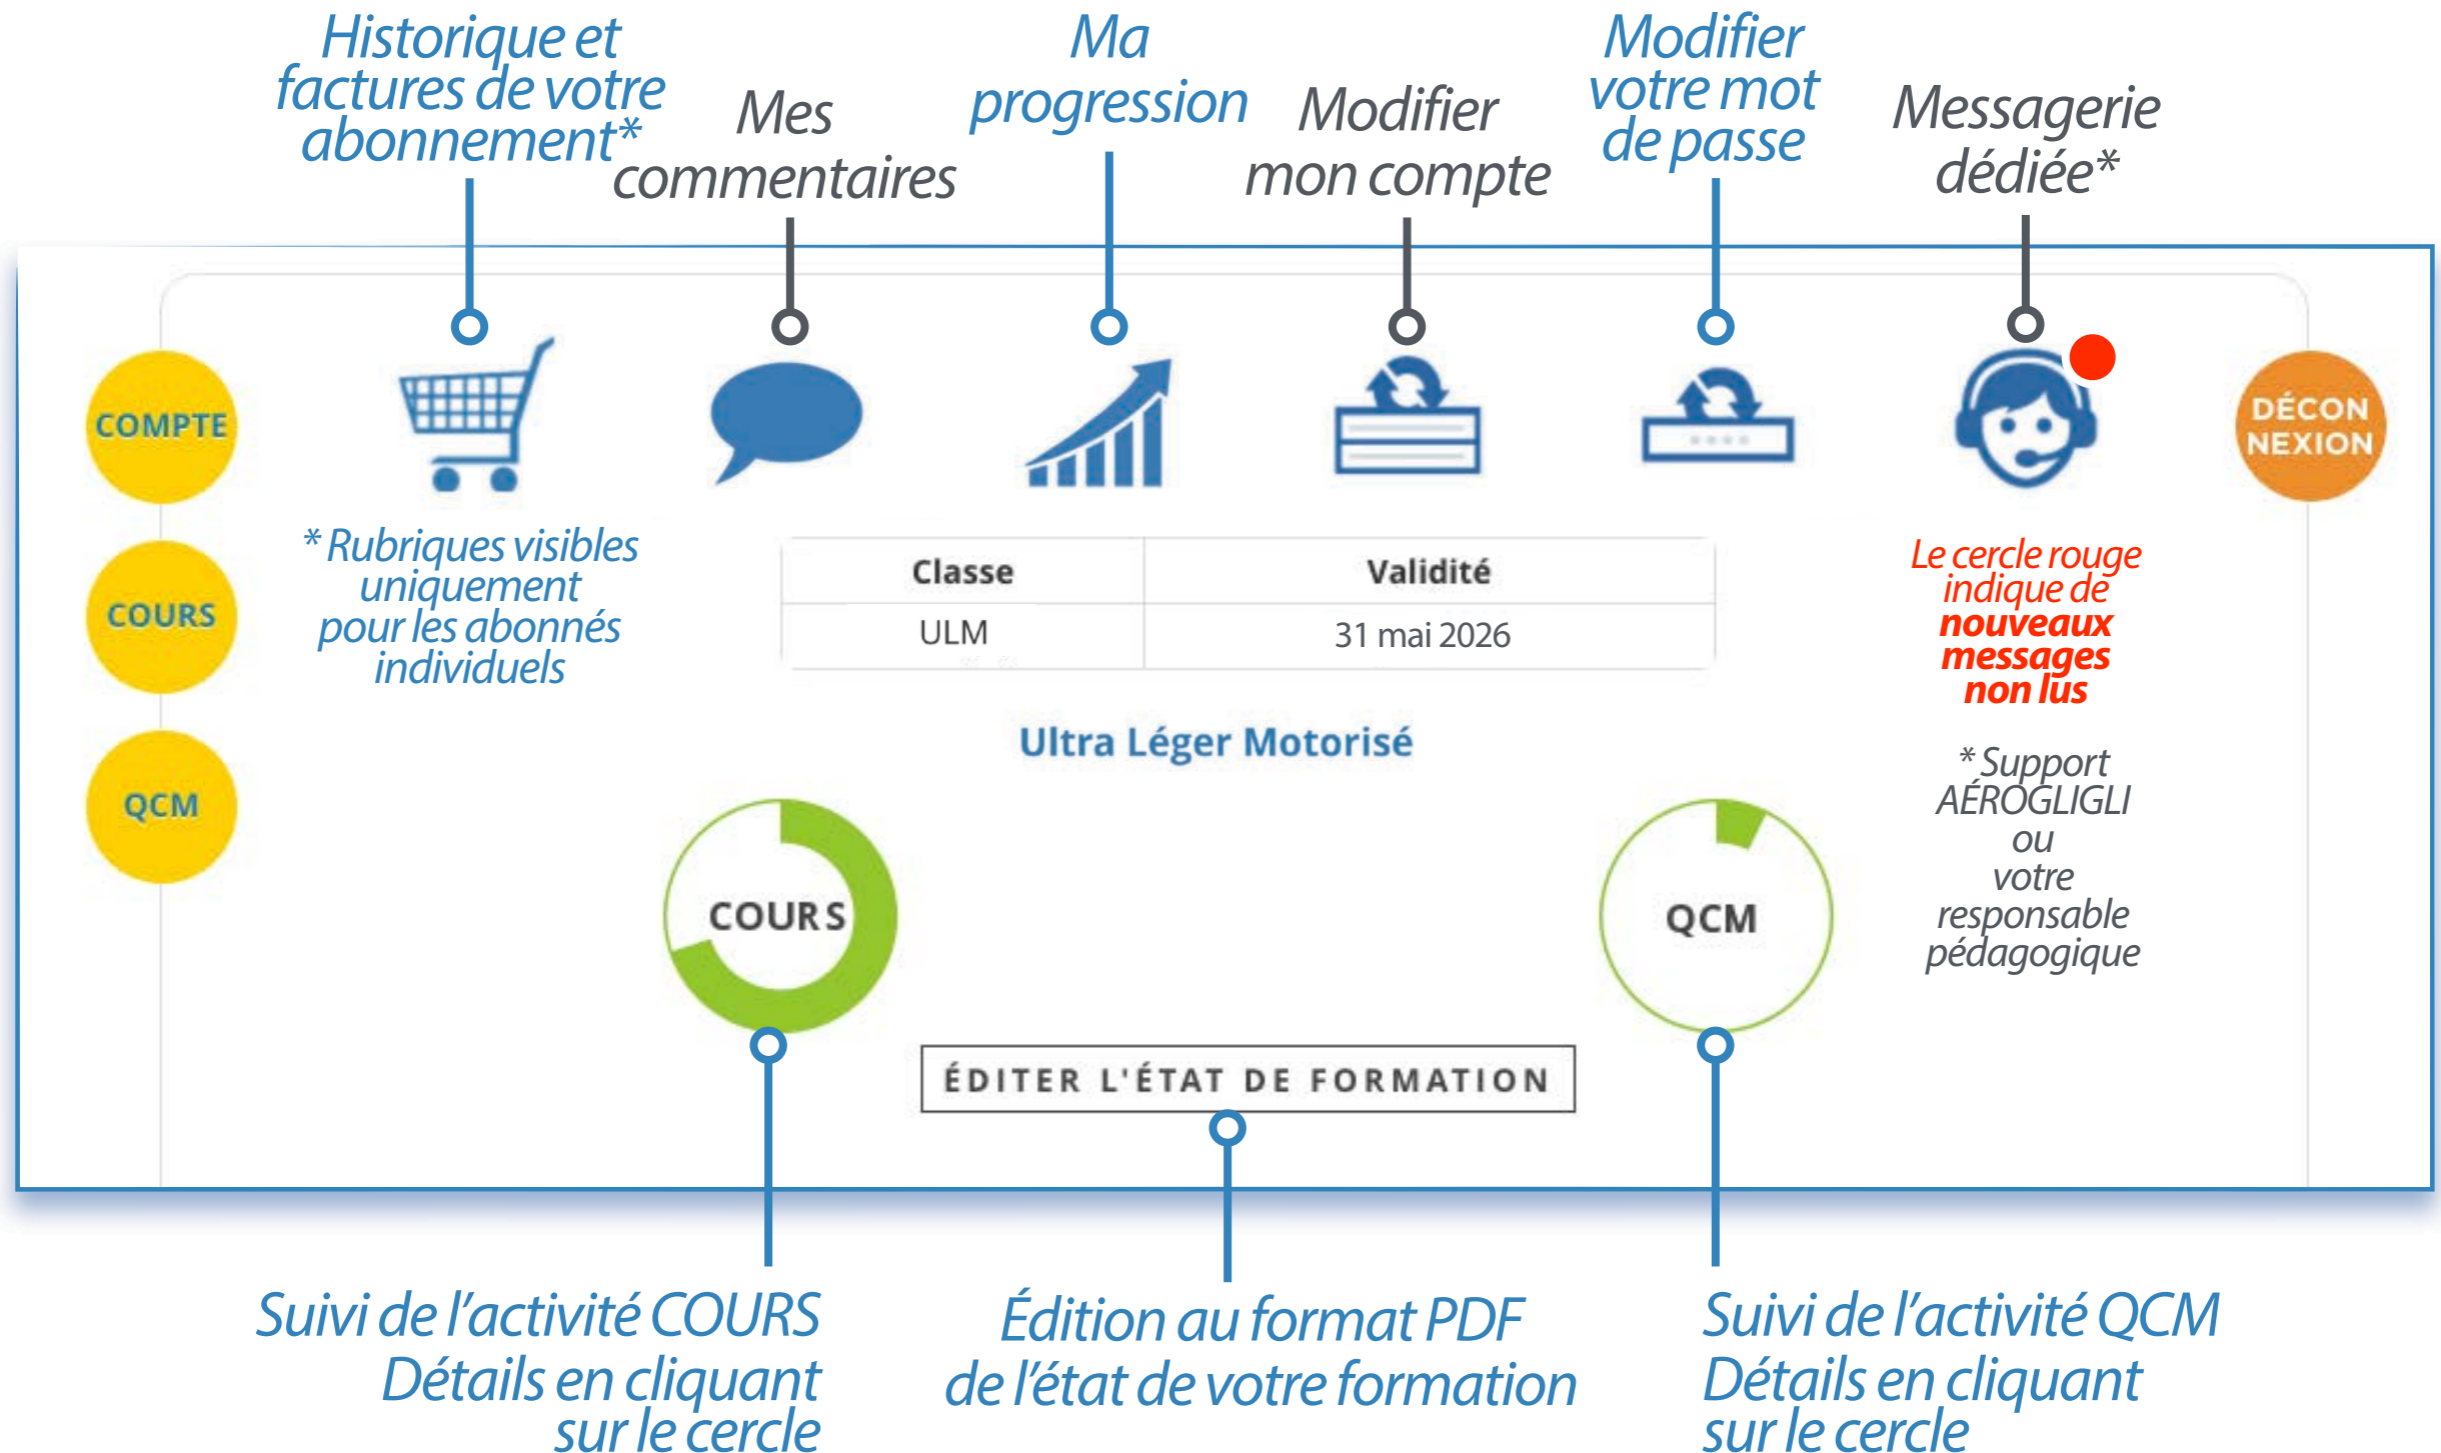 Historique et
factures de votre
abonnement*
Mes
commentaires
Ma
progression
Modifier
mon compte
Modifier
votre mot
de passe
Messagerie
dédiée*
COMPTE
COURS
QCM
DÉCON
NEXION
* Rubriques visibles
uniquement
pour les abonnés
individuels
Classe Validité
ULM 31 mai 2026
Le cercle rouge
indique de
nouveaux
messages
non lus
* Support
AÉROGLIGLI
ou
votre
responsable
pédagogique
Ultra Léger Motorisé
COURS
QCM
ÉDITER L'ÉTAT DE FORMATION
Suivi de l’activité COURS
Détails en cliquant
sur le cercle
Édition au format PDF
de l’état de votre formation
Suivi de l’activité QCM
Détails en cliquant
sur le cercle